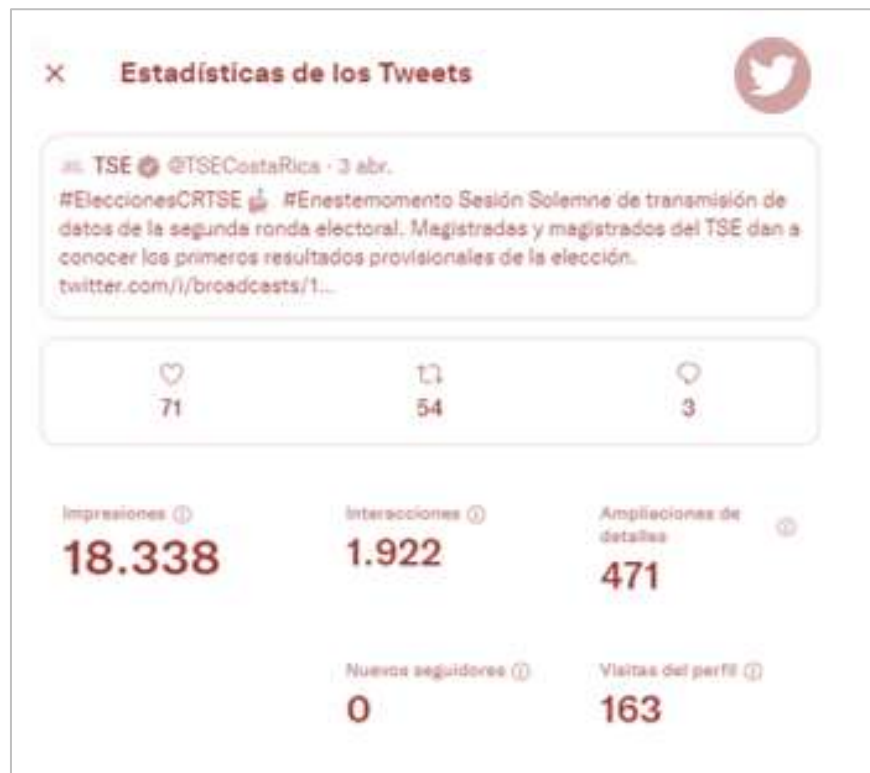 Estadísticas de los Tweets
TSE @TSECostaRica · 3 abr.
#EleccionesCRTSE #Enestemomento Sesión Solemne de transmisión de
datos de la segunda ronda electoral. Magistradas y magistrados del TSE dan a
conocer los primeros resultados provisionales de la elección.
twitter.com/i/broadcasts/1...
71 54 3
Impresiones
18.338
Interacciones
1.922
Ampliaciones de
detalles
471
Nuevos seguidores
0
Visitas del perfil
163